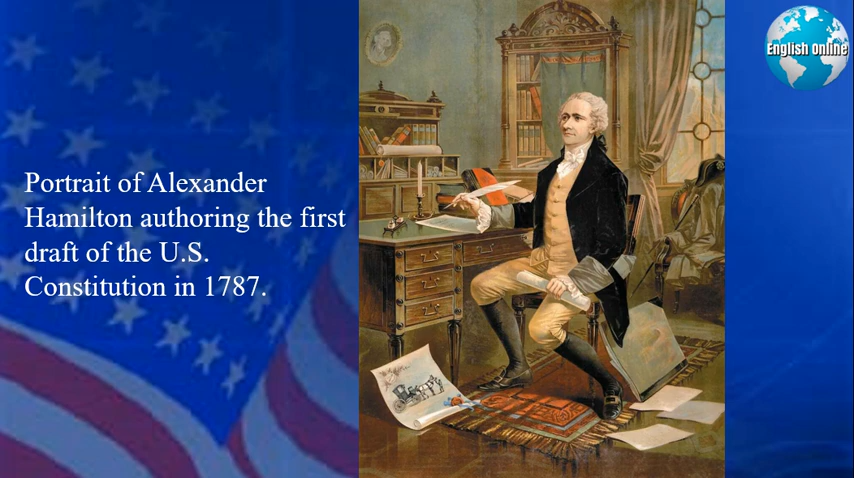 English Online
Portrait of Alexander
Hamilton authoring the first
draft of the U.S.
Constitution in 1787.